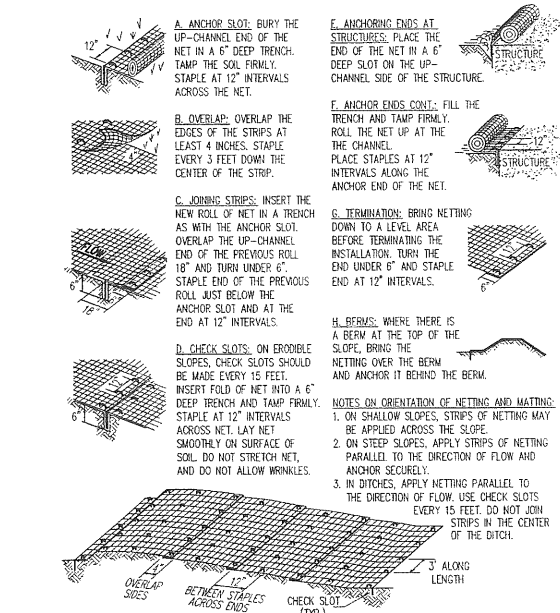 A. ANCHOR SLOT: BURY THE
UP-CHANNEL END OF THE
NET IN A 6" DEEP TRENCH.
TAMP THE SOIL FIRMLY.
STAPLE AT 12" INTERVALS
ACROSS THE NET.
12"
B. OVERLAP: OVERLAP THE
EDGES OF THE STRIPS AT
LEAST 4 INCHES. STAPLE
EVERY 3 FEET DOWN THE
CENTER OF THE STRIP.
4"
C. JOINING STRIPS: INSERT THE
NEW ROLL OF NET IN A TRENCH
AS WITH THE ANCHOR SLOT.
OVERLAP THE UP-CHANNEL
END OF THE PREVIOUS ROLL
18" AND TURN UNDER 6".
STAPLE END OF THE PREVIOUS
ROLL JUST BELOW THE
ANCHOR SLOT AND AT THE
END AT 12" INTERVALS.
FLOW
6"
18"
D. CHECK SLOTS: ON ERODIBLE
SLOPES, CHECK SLOTS SHOULD
BE MADE EVERY 15 FEET.
INSERT FOLD OF NET INTO A 6"
DEEP TRENCH AND TAMP FIRMLY.
STAPLE AT 12" INTERVALS
ACROSS NET. LAY NET
SMOOTHLY ON SURFACE OF
SOIL. DO NOT STRETCH NET,
AND DO NOT ALLOW WRINKLES.
6"
E. ANCHORING ENDS AT
STRUCTURES: PLACE THE
END OF THE NET IN A 6"
DEEP SLOT ON THE UP-
CHANNEL SIDE OF THE STRUCTURE.
STRUCTURE
F. ANCHOR ENDS CONT.: FILL THE
TRENCH AND TAMP FIRMLY.
ROLL THE NET UP AT THE
THE CHANNEL.
PLACE STAPLES AT 12"
INTERVALS ALONG THE
ANCHOR END OF THE NET.
12"
STRUCTURE
G. TERMINATION: BRING NETTING
DOWN TO A LEVEL AREA
BEFORE TERMINATING THE
INSTALLATION. TURN THE
END UNDER 6" AND STAPLE
END AT 12" INTERVALS.
6"
H. BERMS: WHERE THERE IS
A BERM AT THE TOP OF THE
SLOPE, BRING THE
NETTING OVER THE BERM
AND ANCHOR IT BEHIND THE BERM.
NOTES ON ORIENTATION OF NETTING AND MATTING:
1. ON SHALLOW SLOPES, STRIPS OF NETTING MAY
BE APPLIED ACROSS THE SLOPE.
2. ON STEEP SLOPES, APPLY STRIPS OF NETTING
PARALLEL TO THE DIRECTION OF FLOW AND
ANCHOR SECURELY.
3. IN DITCHES, APPLY NETTING PARALLEL TO
THE DIRECTION OF FLOW. USE CHECK SLOTS
EVERY 15 FEET. DO NOT JOIN
STRIPS IN THE CENTER
OF THE DITCH.
4"
OVERLAP
SIDES
12"
BETWEEN STAPLES
ACROSS ENDS
CHECK SLOT
(TYP.)
3' ALONG
LENGTH